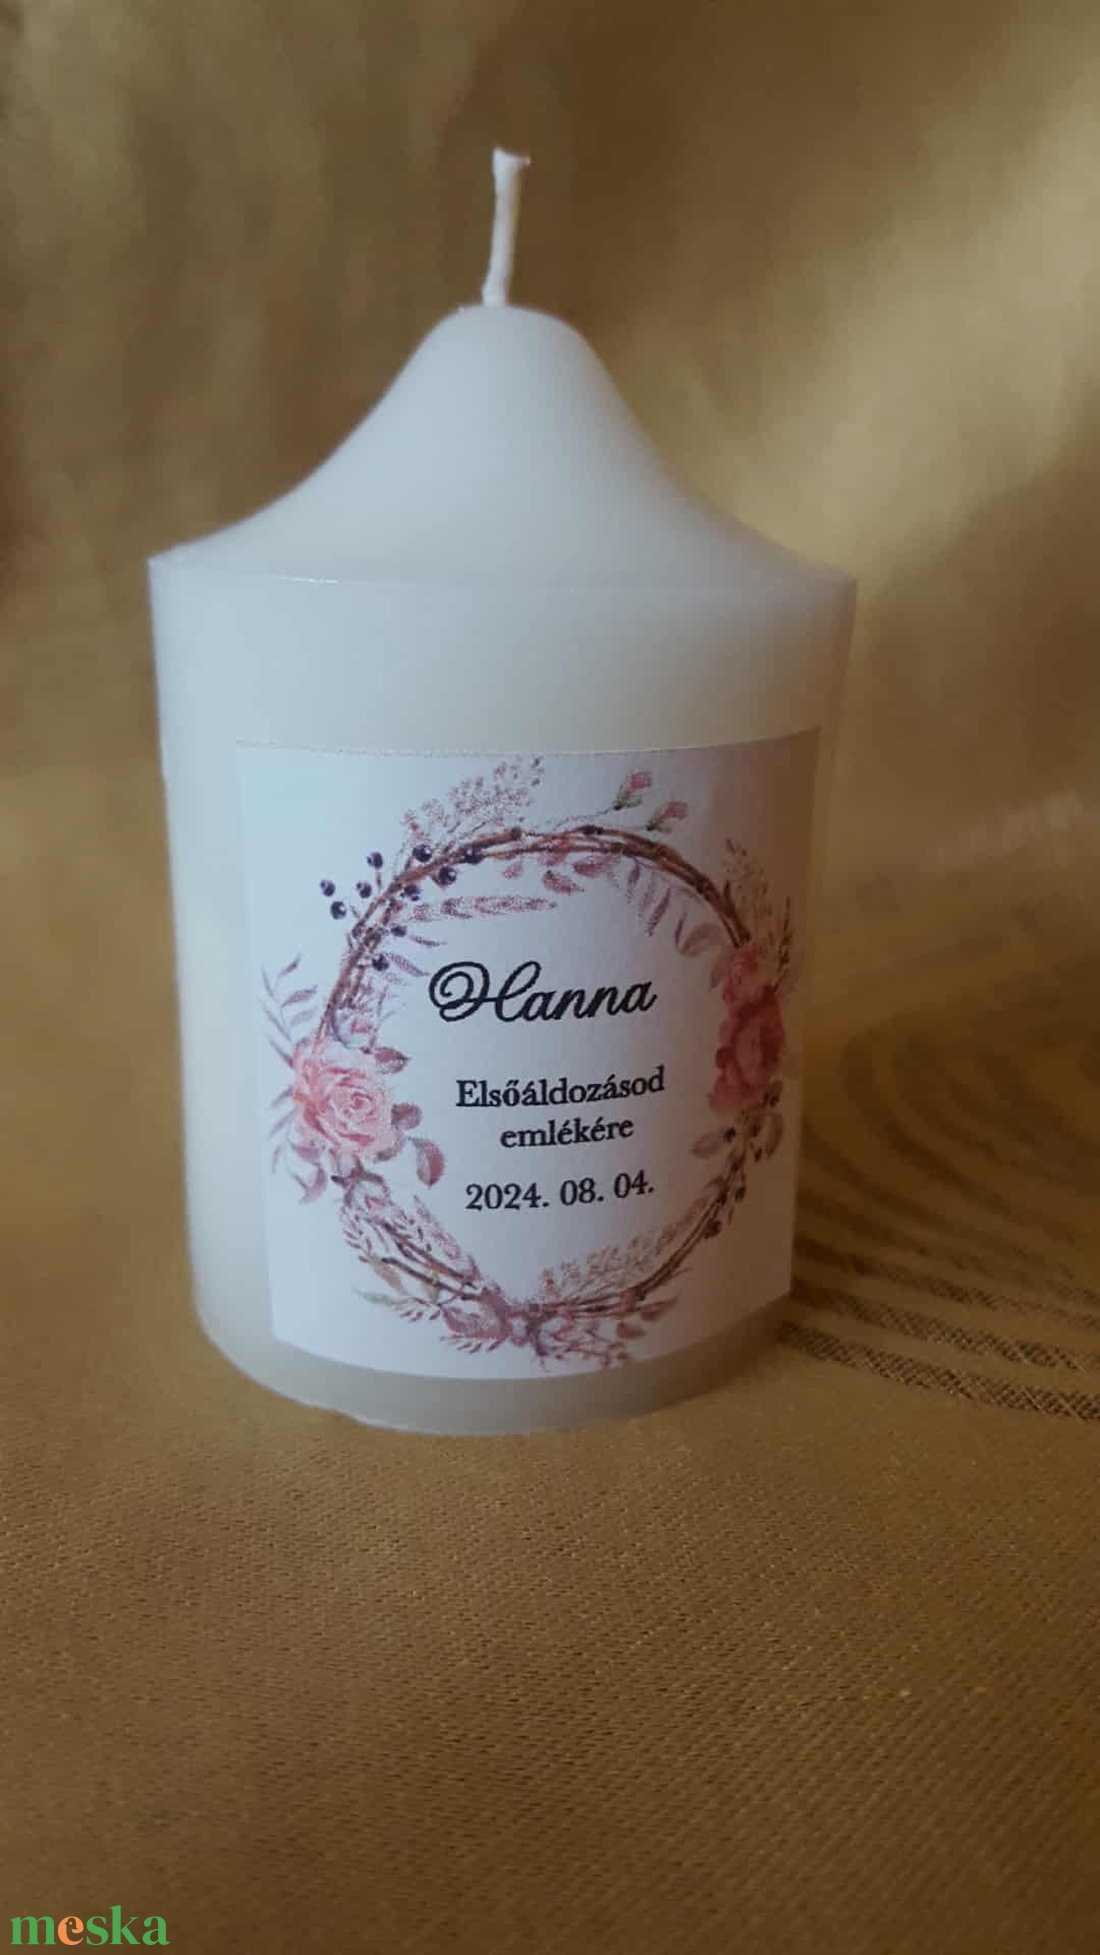 Hanna
Elsőáldozásod
emlékére
2024. 08. 04.
meska